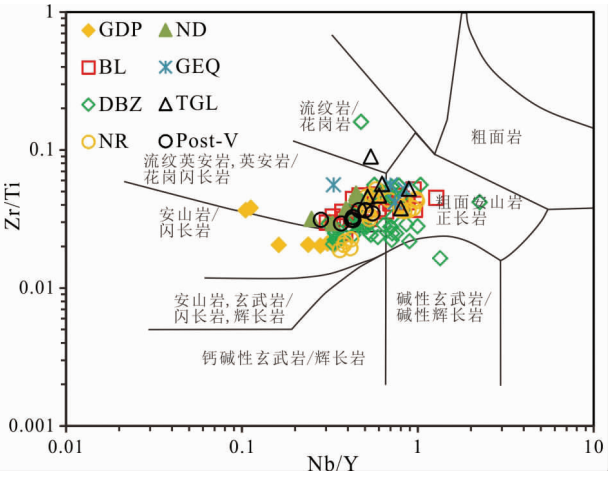 1
0.1
0.01
0.001
Zr/Ti
GDP
ND
BL
GEQ
DBZ
TGL
NR
Post-V
流纹岩/
花岗岩
粗面岩
流纹英安岩,英安岩/
花岗闪长岩
安山岩/
闪长岩
粗面安山岩
正长岩
安山岩,玄武岩/
闪长岩,辉长岩
碱性玄武岩/
碱性辉长岩
钙碱性玄武岩/辉长岩
0.01
0.1
1
10
Nb/Y